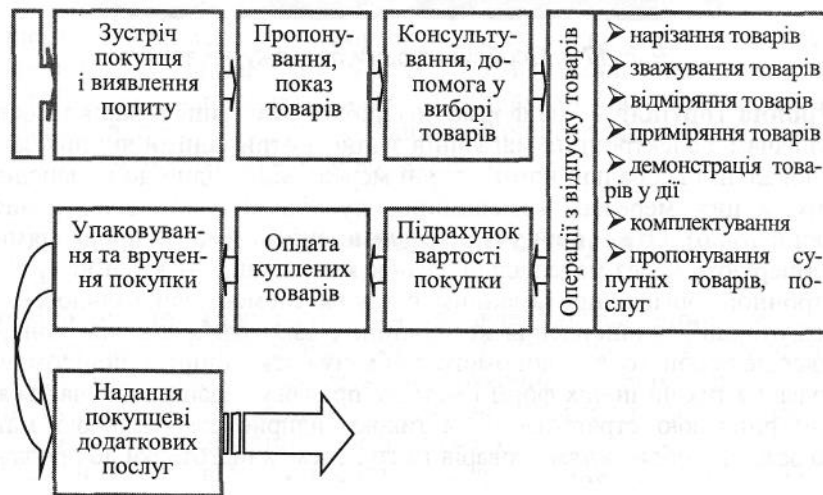 Зустріч
покупця
і виявлення
попиту
Пропону-
вання,
показ
товарів
Консульту-
вання, до-
помога у
виборі
товарів
Операції з відпуску товарів
➢ нарізання товарів
➢ зважування товарів
➢ відміряння товарів
➢ приміряння товарів
➢ демонстрація това-
рів у дії
➢ комплектування
➢ пропонування су-
путніх товарів, по-
слуг
Підрахунок
вартості
покупки
Оплата
куплених
товарів
Упаковуван-
ня та вручен-
ня покупки
Надання
покупцеві
додаткових
послуг